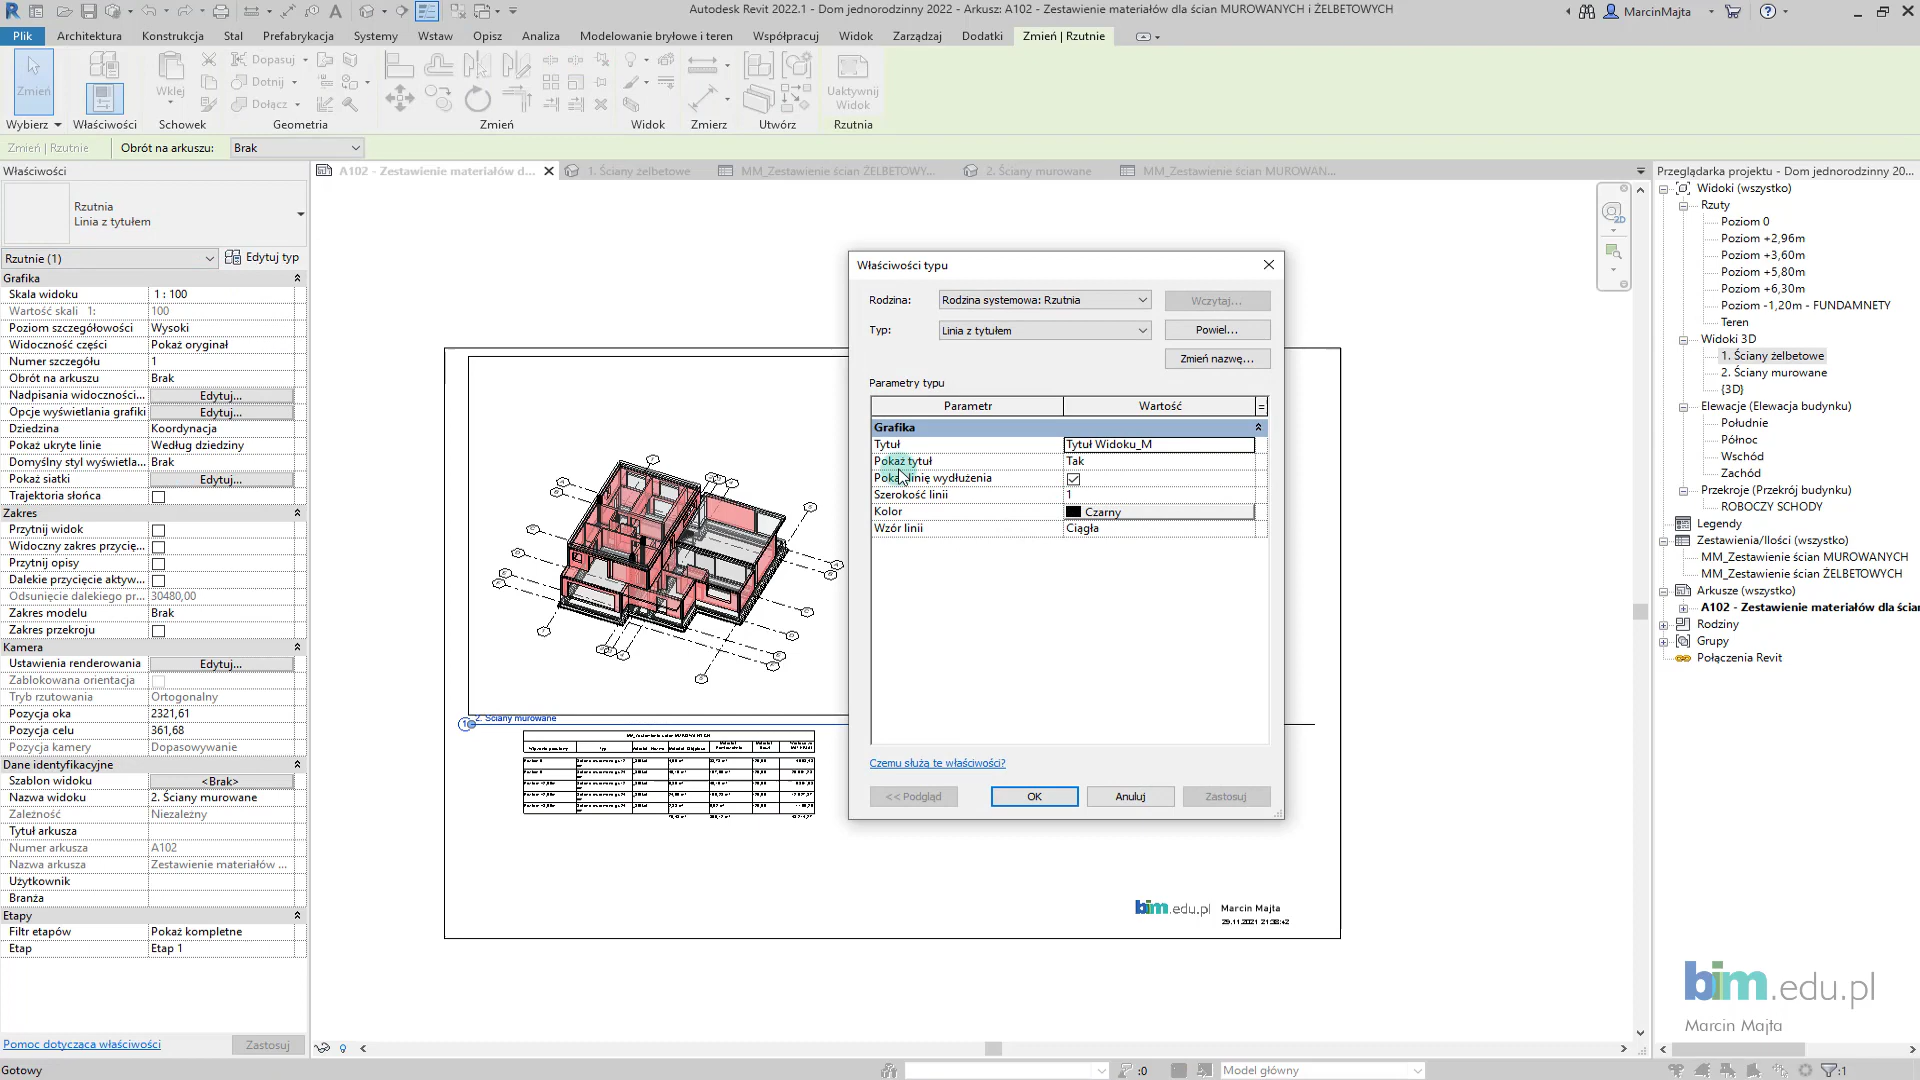 Autodesk Revit 2022.1 - Dom jednorodzinny 2022 - Arkusz: A102 - Zestawienie materiałów dla ścian MUROWANYCH i ŻELBETOWYCH
MarcinMajta
Plik Architektura Konstrukcja Stal Prefabrykacja Systemy Wstaw Opisz Analiza Modelowanie bryłowe i teren Współpracuj Widok Zarządzaj Dodatki Zmień | Rzutnie
Zmień
Wklej
Dopasuj
Dotnij
Dołącz
Uaktywnij
Widok
Wybierz Właściwości Schowek Geometria Zmień Widok Zmierz Utwórz Rzutnia
Zmień | Rzutnie Obrót na arkuszu: Brak
Właściwości
A102 - Zestawienie materiałów d... 1. Ściany żelbetowe MM_Zestawienie ścian ŻELBETOWY... 2. Ściany murowane MM_Zestawienie ścian MUROWAN...
Rzutnia
Linia z tytułem
Rzutnie (1) Edytuj typ
Grafika
Skala widoku 1 : 100
Wartość skali 1: 100
Poziom szczegółowości Wysoki
Widoczność części Pokaż oryginał
Numer szczegółu 1
Obrót na arkuszu Brak
Nadpisania widoczności... Edytuj...
Opcje wyświetlania grafiki Edytuj...
Dziedzina Koordynacja
Pokaż ukryte linie Według dziedziny
Domyślny styl wyświetla... Brak
Pokaż siatki Edytuj...
Trajektoria słońca
Zakres
Przytnij widok
Widoczny zakres przycię...
Przytnij opisy
Dalekie przycięcie aktyw...
Odsunięcie dalekiego pr... 30480,00
Zakres modelu Brak
Zakres przekroju
Kamera
Ustawienia renderowania Edytuj...
Zablokowana orientacja
Tryb rzutowania Ortogonalny
Pozycja oka 2321,61
Pozycja celu 361,68
Pozycja kamery Dopasowywanie
Dane identyfikacyjne
Szablon widoku <Brak>
Nazwa widoku 2. Ściany murowane
Zależność Niezależny
Tytuł arkusza
Numer arkusza A102
Nazwa arkusza Zestawienie materiałów ...
Użytkownik
Branża
Etapy
Filtr etapów Pokaż kompletne
Etap Etap 1
Pomoc dotycząca właściwości Zastosuj
Gotowy
1 2. Ściany murowane
bim.edu.pl Marcin Majta
29.11.2021 21:38:42
Właściwości typu
Rodzina: Rodzina systemowa: Rzutnia Wczytaj...
Typ: Linia z tytułem Powiel...
Zmień nazwę...
Parametry typu
Parametr Wartość =
Grafika
Tytuł Tytuł Widoku_M
Pokaż tytuł Tak
linię wydłużenia
Szerokość linii 1
Kolor Czarny
Wzór linii Ciągła
Czemu służą te właściwości?
<< Podgląd OK Anuluj Zastosuj
2D
Przeglądarka projektu - Dom jednorodzinny 20...
Widoki (wszystko)
Rzuty
Poziom 0
Poziom +2,96m
Poziom +3,60m
Poziom +5,80m
Poziom +6,30m
Poziom -1,20m - FUNDAMNETY
Teren
Widoki 3D
1. Ściany żelbetowe
2. Ściany murowane
{3D}
Elewacje (Elewacja budynku)
Południe
Północ
Wschód
Zachód
Przekroje (Przekrój budynku)
ROBOCZY SCHODY
Legendy
Zestawienia/Ilości (wszystko)
MM_Zestawienie ścian MUROWANYCH
MM_Zestawienie ścian ŻELBETOWYCH
Arkusze (wszystko)
A102 - Zestawienie materiałów dla ścian
Rodziny
Grupy
Połączenia Revit
bim.edu.pl
Marcin Majta
:0 Model główny :1